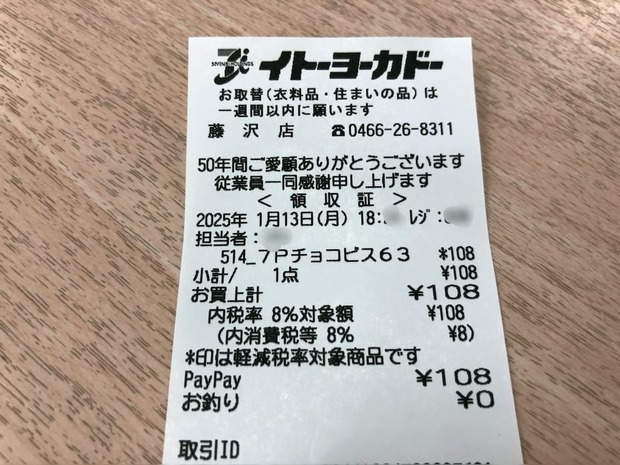 SEVEN&i HOLDINGS
イトーヨーカドー
お取替(衣料品・住まいの品)は
一週間以内に願います
藤沢店 ☎0466-26-8311
50年間ご愛願ありがとうございます
従業員一同感謝申し上げます
< 領収証 >
2025年 1月13日(月) 18: レジ:
担当者:
514_7Pチョコビス63 *108
小計/ 1点 ¥108
お買上計 ¥108
内税率 8%対象額 ¥108
(内消費税等 8% ¥8)
*印は軽減税率対象商品です
PayPay ¥108
お釣り ¥0
取引ID